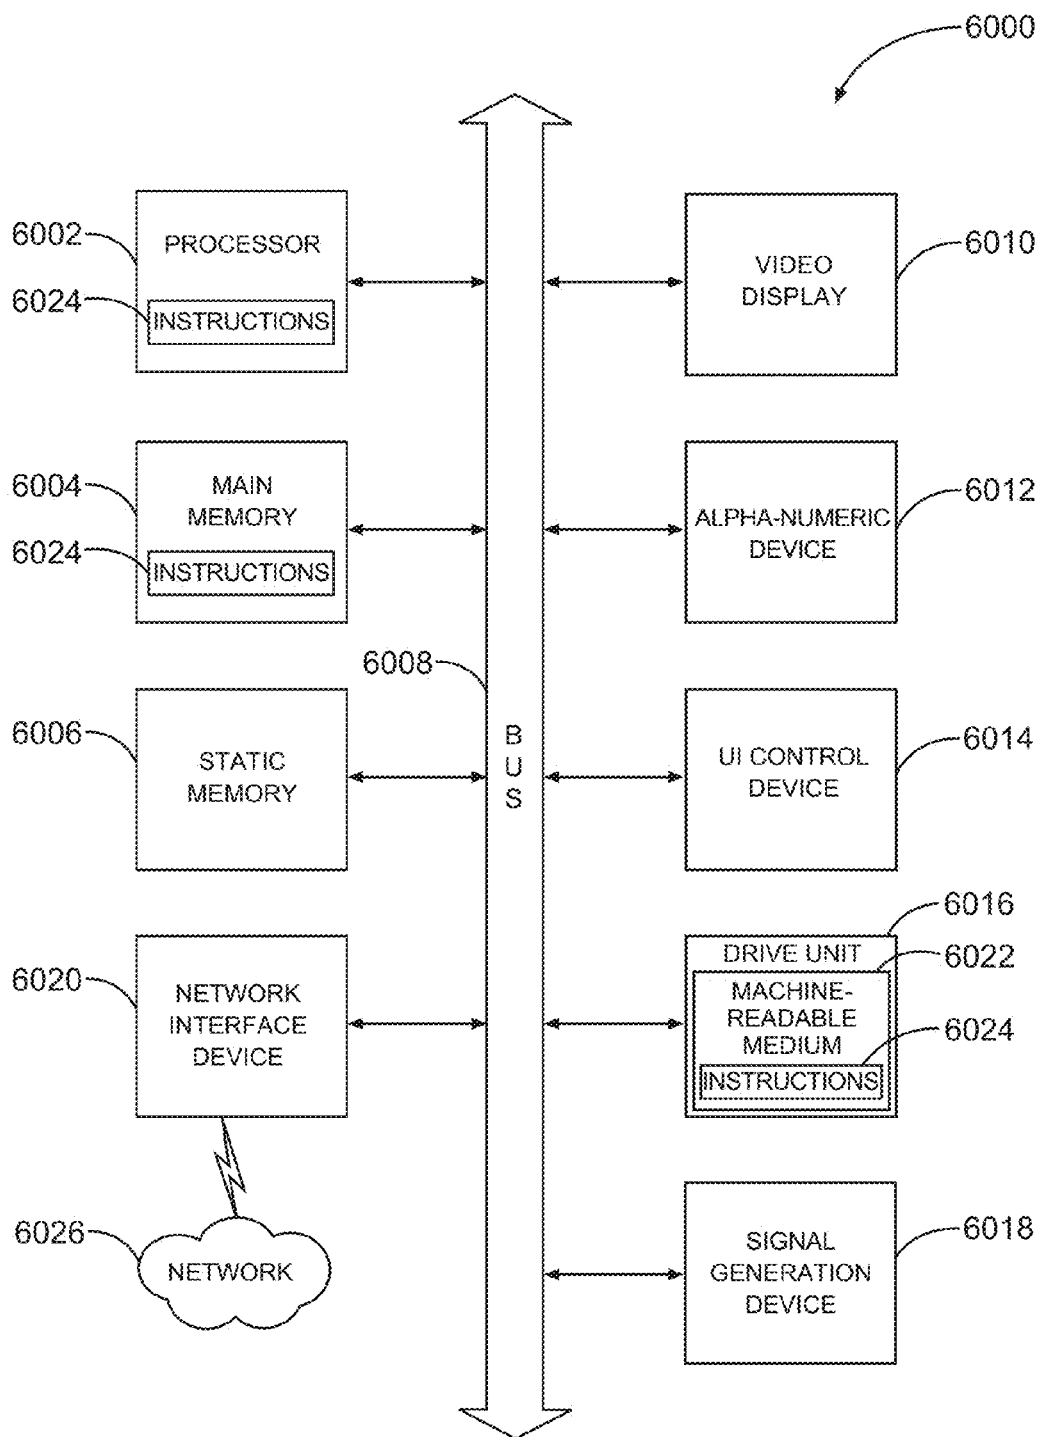 6000
6002
PROCESSOR
6024
INSTRUCTIONS
6010
VIDEO
DISPLAY
6004
MAIN
MEMORY
6024
INSTRUCTIONS
6012
ALPHA-NUMERIC
DEVICE
6008
BUS
6006
STATIC
MEMORY
6014
UI CONTROL
DEVICE
6020
NETWORK
INTERFACE
DEVICE
6016
DRIVE UNIT
6022
MACHINE-
READABLE
MEDIUM
6024
INSTRUCTIONS
6026
NETWORK
6018
SIGNAL
GENERATION
DEVICE